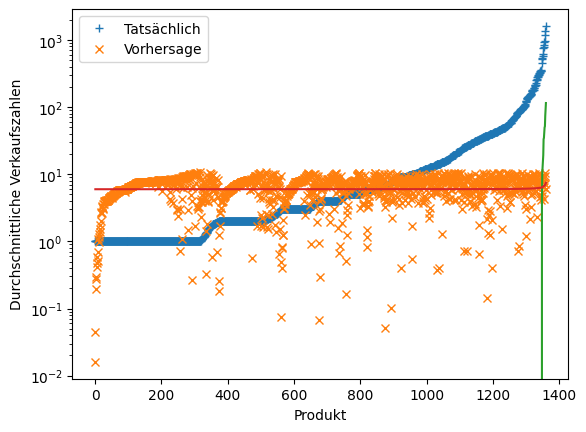 Tatsächlich
Vorhersage
Durchschnittliche Verkaufszahlen
10³
10²
10¹
10⁰
10⁻¹
10⁻²
0 200 400 600 800 1000 1200 1400
Produkt